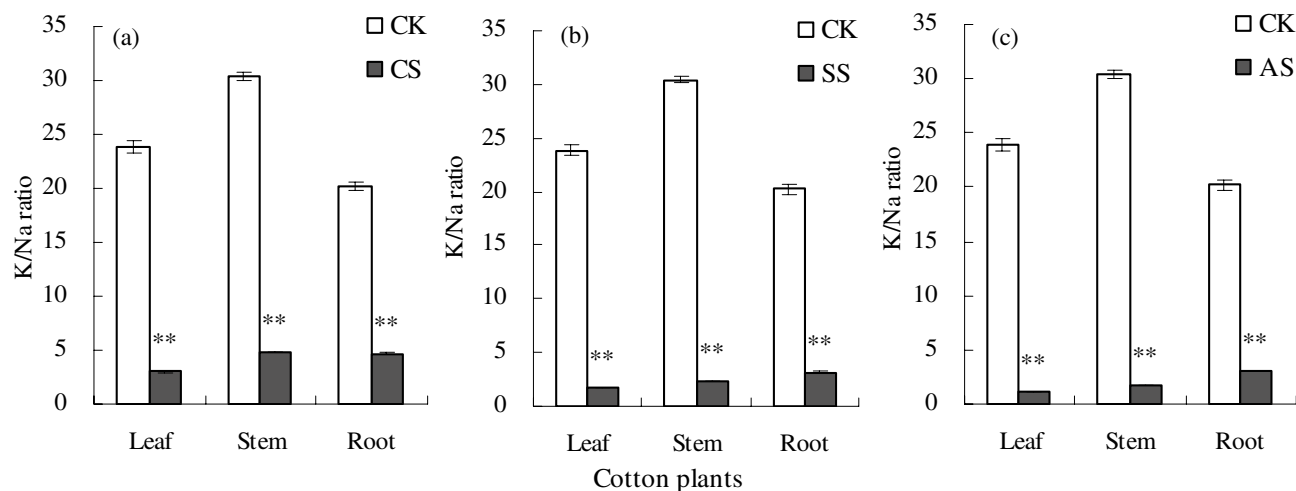 (a)
CK
CS
K/Na ratio
35
30
25
20
15
10
5
0
**
**
**
Leaf Stem Root
(b)
CK
SS
K/Na ratio
35
30
25
20
15
10
5
0
**
**
**
Leaf Stem Root
(c)
CK
AS
K/Na ratio
35
30
25
20
15
10
5
0
**
**
**
Leaf Stem Root
Cotton plants